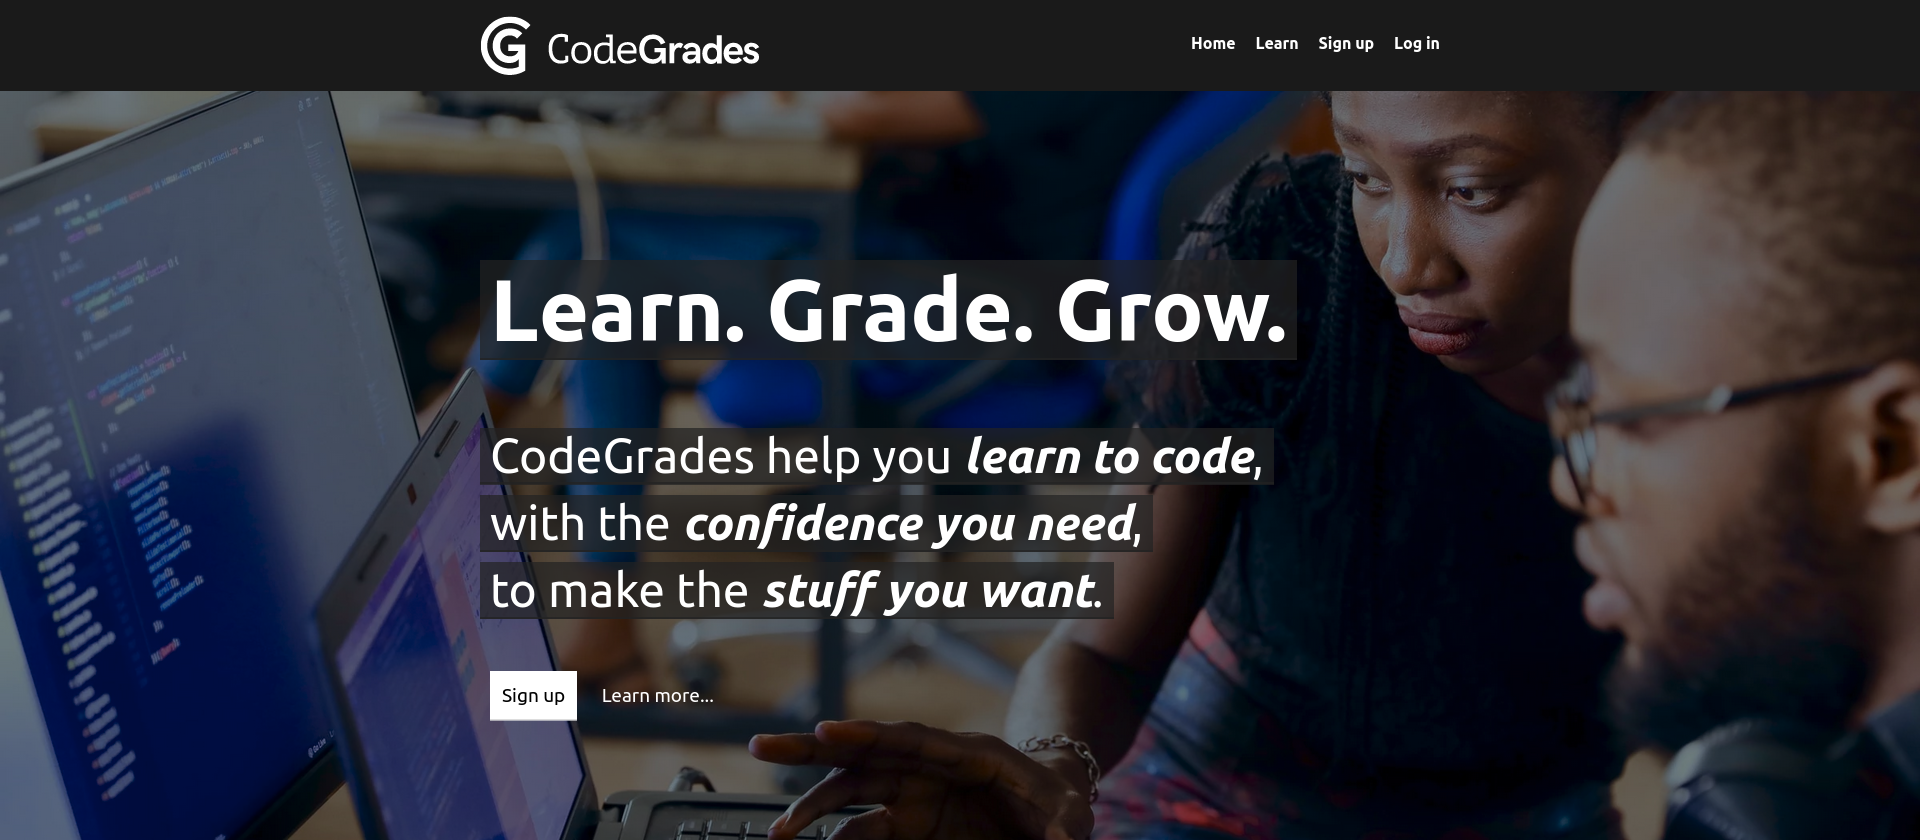 CodeGrades
Home Learn Sign up Log in
Learn. Grade. Grow.
CodeGrades help you learn to code,
with the confidence you need,
to make the stuff you want.
Sign up Learn more...